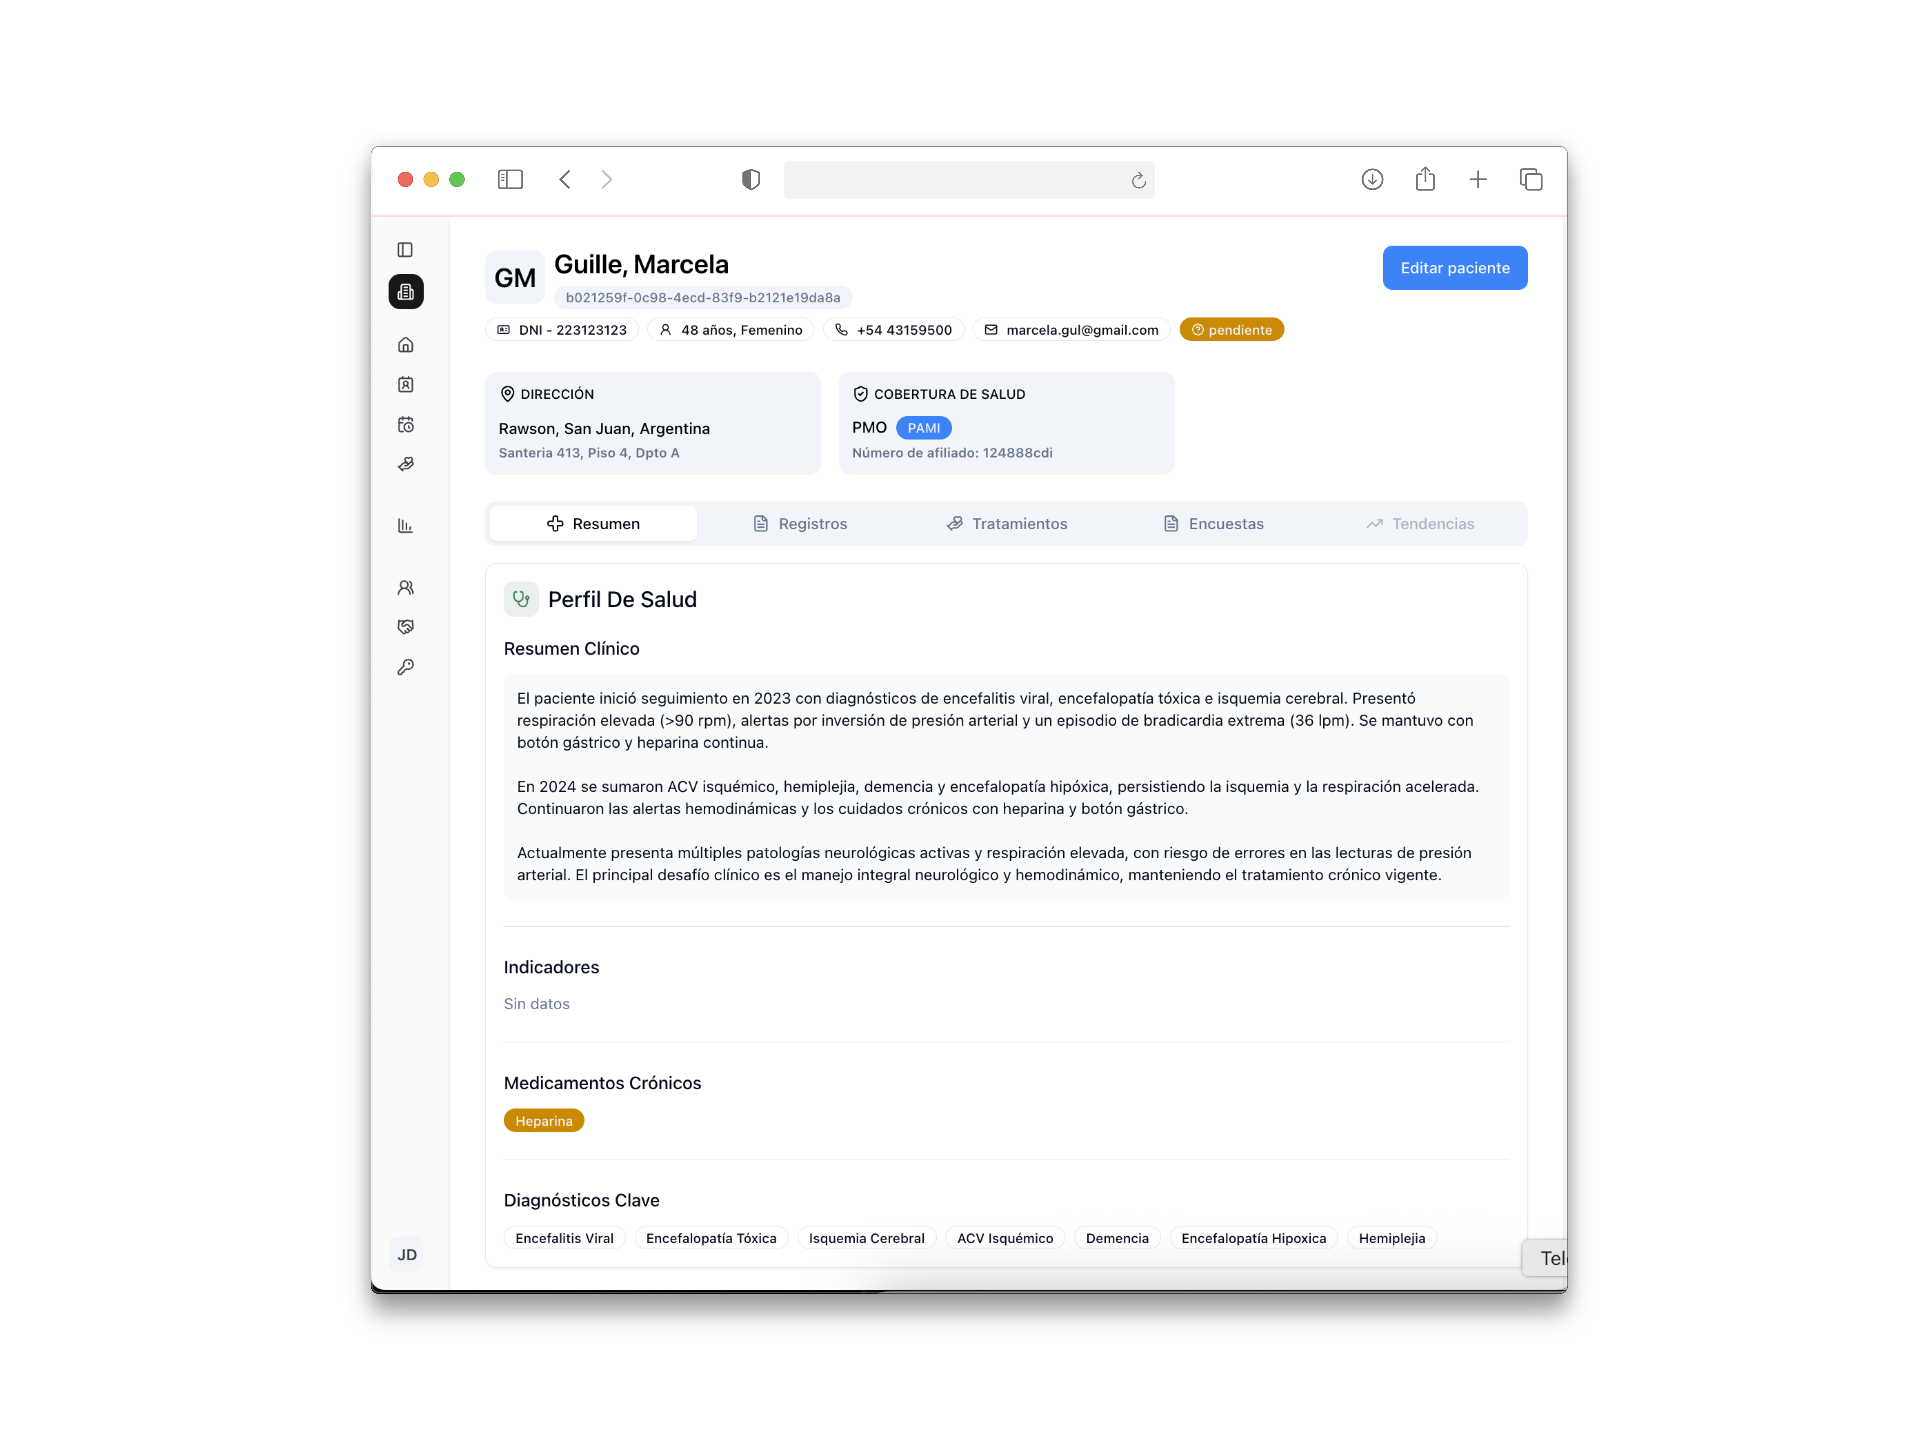 GM
Guille, Marcela
b021259f-0c98-4ecd-83f9-b2121e19da8a
Editar paciente
DNI - 223123123
48 años, Femenino
+54 43159500
marcela.gul@gmail.com
pendiente
DIRECCIÓN
Rawson, San Juan, Argentina
Santeria 413, Piso 4, Dpto A
COBERTURA DE SALUD
PMO PAMI
Número de afiliado: 124888cdi
Resumen
Registros
Tratamientos
Encuestas
Tendencias
Perfil De Salud
Resumen Clínico
El paciente inició seguimiento en 2023 con diagnósticos de encefalitis viral, encefalopatía tóxica e isquemia cerebral. Presentó
respiración elevada (>90 rpm), alertas por inversión de presión arterial y un episodio de bradicardia extrema (36 lpm). Se mantuvo con
botón gástrico y heparina continua.
En 2024 se sumaron ACV isquémico, hemiplejia, demencia y encefalopatía hipóxica, persistiendo la isquemia y la respiración acelerada.
Continuaron las alertas hemodinámicas y los cuidados crónicos con heparina y botón gástrico.
Actualmente presenta múltiples patologías neurológicas activas y respiración elevada, con riesgo de errores en las lecturas de presión
arterial. El principal desafío clínico es el manejo integral neurológico y hemodinámico, manteniendo el tratamiento crónico vigente.
Indicadores
Sin datos
Medicamentos Crónicos
Heparina
Diagnósticos Clave
Encefalitis Viral
Encefalopatía Tóxica
Isquemia Cerebral
ACV Isquémico
Demencia
Encefalopatía Hipoxica
Hemiplejia
JD